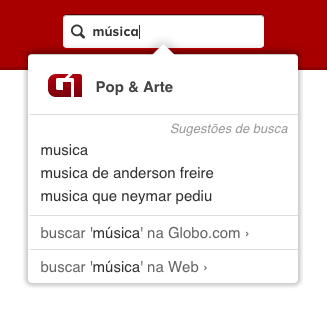 música
G1 Pop & Arte
Sugestões de busca
musica
musica de anderson freire
musica que neymar pediu
buscar 'música' na Globo.com ›
buscar 'música' na Web ›